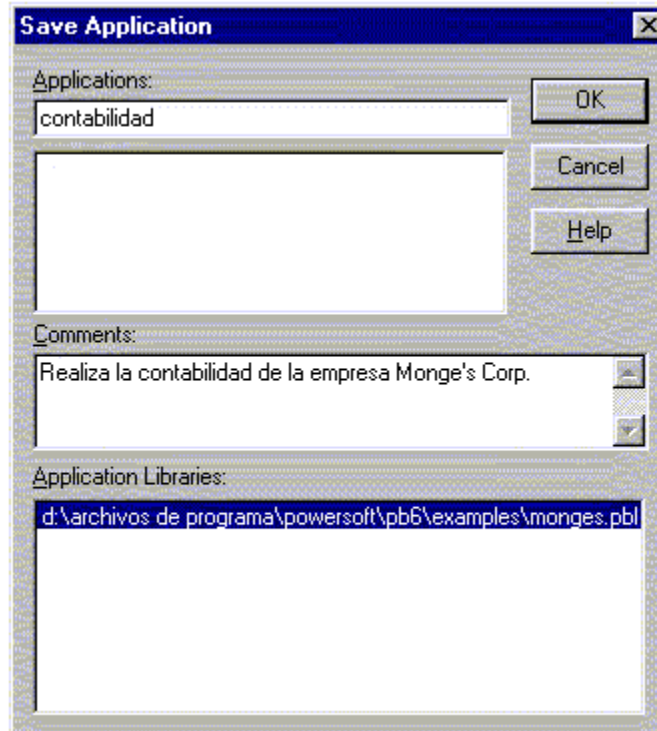 Save Application
Applications:
OK
contabilidad
Cancel
Help
Comments:
Realiza la contabilidad de la empresa Monge's Corp.
Application Libraries:
d:\archivos de programa\powersoft\pb6\examples\monges.pbl